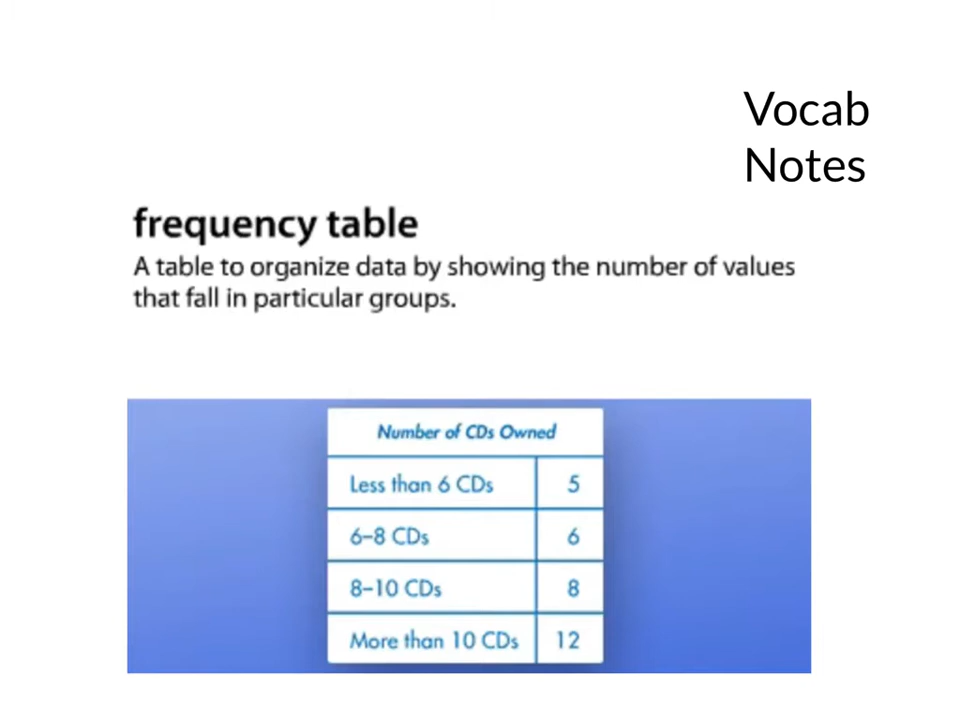 Vocab
Notes
frequency table
A table to organize data by showing the number of values
that fall in particular groups.
Number of CDs Owned
Less than 6 CDs 5
6–8 CDs 6
8–10 CDs 8
More than 10 CDs 12